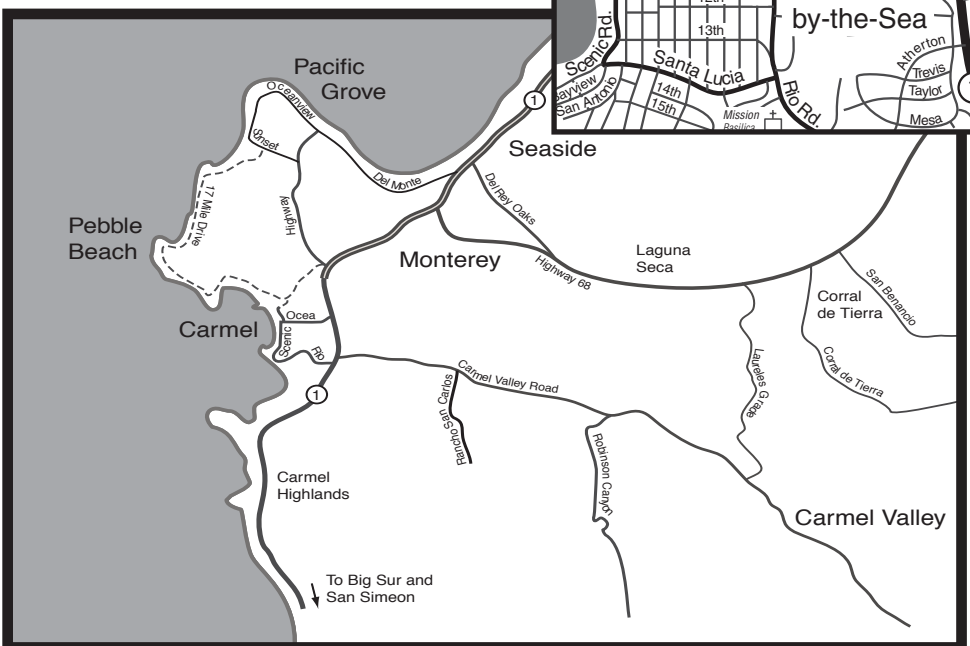 Pacific
Grove
Oceanview
Sunset
Highway
17 Mile Drive
Pebble
Beach
Del Monte
1
Seaside
Del Rey Oaks
Monterey
Highway 68
Laguna
Seca
San Benancio
Corral
de Tierra
Corral de Tierra
Laureles Grade
Carmel
Ocea
Scenic
Rio
1
Carmel Valley Road
Rancho San Carlos
Robinson Canyon
Carmel
Highlands
Carmel Valley
To Big Sur and
San Simeon
12th
13th
by-the-Sea
Scenic Rd.
Santa Lucia
Bayview
San Antonio
14th
15th
Mission
Basilica
Rio Rd.
Atherton
Trevis
Taylor
Mesa